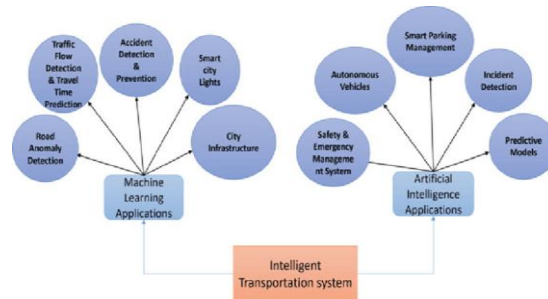 Traffic
Flow
Detection
& Travel
Time
Prediction
Accident
Detection
&
Prevention
Smart
city
Lights
Road
Anomaly
Detection
City
Infrastructure
Machine
Learning
Applications
Smart Parking
Management
Autonomous
Vehicles
Incident
Detection
Safety &
Emergency
Manageme
nt System
Predictive
Models
Artificial
Intelligence
Applications
Intelligent
Transportation system